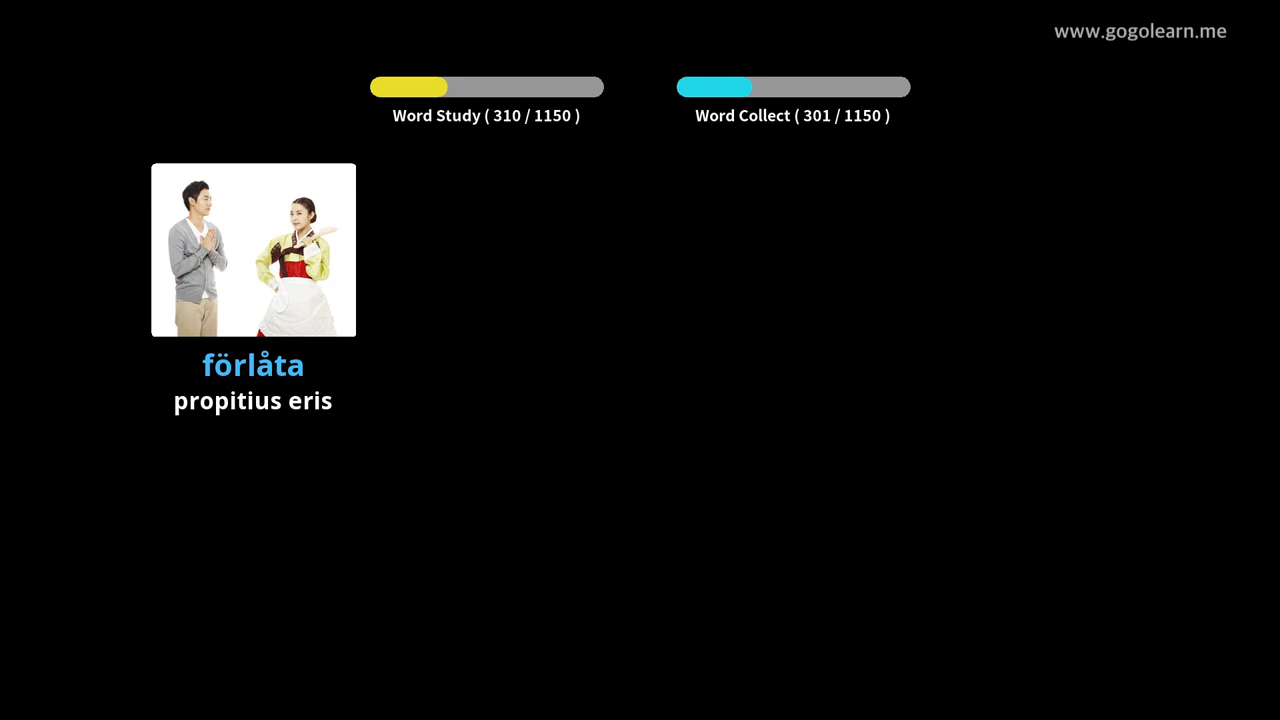 www.gogolearn.me
Word Study ( 310 / 1150 )
Word Collect ( 301 / 1150 )
förlåta
propitius eris